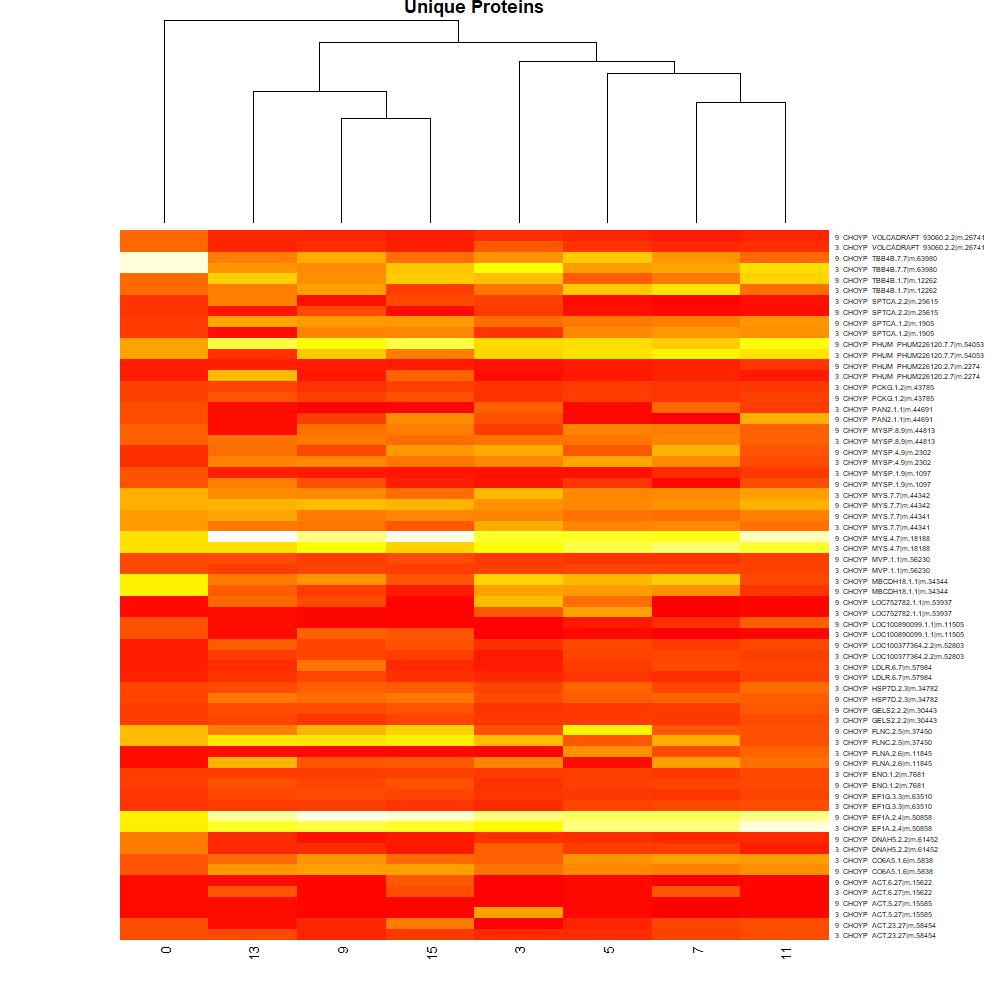 Unique Proteins
9 CHOYP VOLCADRAFT 93060.2.2|m.26741
3 CHOYP VOLCADRAFT 93060.2.2|m.26741
9 CHOYP TBB4B.7.7|m.63980
3 CHOYP TBB4B.7.7|m.63980
9 CHOYP TBB4B.1.7|m.12262
3 CHOYP TBB4B.1.7|m.12262
3 CHOYP SPTCA.2.2|m.25615
9 CHOYP SPTCA.2.2|m.25615
9 CHOYP SPTCA.1.2|m.1905
3 CHOYP SPTCA.1.2|m.1905
9 CHOYP PHUM PHUM226120.7.7|m.54053
3 CHOYP PHUM PHUM226120.7.7|m.54053
9 CHOYP PHUM PHUM226120.2.7|m.2274
3 CHOYP PHUM PHUM226120.2.7|m.2274
3 CHOYP PCKG.1.2|m.43785
9 CHOYP PCKG.1.2|m.43785
3 CHOYP PAN2.1.1|m.44691
9 CHOYP PAN2.1.1|m.44691
9 CHOYP MYSP.8.9|m.44813
3 CHOYP MYSP.8.9|m.44813
9 CHOYP MYSP.4.9|m.2302
3 CHOYP MYSP.4.9|m.2302
3 CHOYP MYSP.1.9|m.1097
9 CHOYP MYSP.1.9|m.1097
3 CHOYP MYS.7.7|m.44342
9 CHOYP MYS.7.7|m.44342
9 CHOYP MYS.7.7|m.44341
3 CHOYP MYS.7.7|m.44341
9 CHOYP MYS.4.7|m.18188
3 CHOYP MYS.4.7|m.18188
9 CHOYP MVP.1.1|m.56230
3 CHOYP MVP.1.1|m.56230
3 CHOYP MBCDH18.1.1|m.34344
9 CHOYP MBCDH18.1.1|m.34344
9 CHOYP LOC752782.1.1|m.53937
3 CHOYP LOC752782.1.1|m.53937
9 CHOYP LOC100890099.1.1|m.11505
3 CHOYP LOC100890099.1.1|m.11505
9 CHOYP LOC100377364.2.2|m.52803
3 CHOYP LOC100377364.2.2|m.52803
3 CHOYP LDLR.6.7|m.57984
9 CHOYP LDLR.6.7|m.57984
3 CHOYP HSP7D.2.3|m.34782
9 CHOYP HSP7D.2.3|m.34782
9 CHOYP GELS2.2.2|m.30443
3 CHOYP GELS2.2.2|m.30443
9 CHOYP FLNC.2.5|m.37450
3 CHOYP FLNC.2.5|m.37450
3 CHOYP FLNA.2.6|m.11845
9 CHOYP FLNA.2.6|m.11845
3 CHOYP ENO.1.2|m.7681
9 CHOYP ENO.1.2|m.7681
9 CHOYP EF1G.3.3|m.63510
3 CHOYP EF1G.3.3|m.63510
9 CHOYP EF1A.2.4|m.50858
3 CHOYP EF1A.2.4|m.50858
9 CHOYP DNAH5.2.2|m.61452
3 CHOYP DNAH5.2.2|m.61452
3 CHOYP CO6A5.1.6|m.5838
9 CHOYP CO6A5.1.6|m.5838
9 CHOYP ACT.6.27|m.15622
3 CHOYP ACT.6.27|m.15622
9 CHOYP ACT.5.27|m.15585
3 CHOYP ACT.5.27|m.15585
9 CHOYP ACT.23.27|m.58454
3 CHOYP ACT.23.27|m.58454
0 13 9 15 3 5 7 11